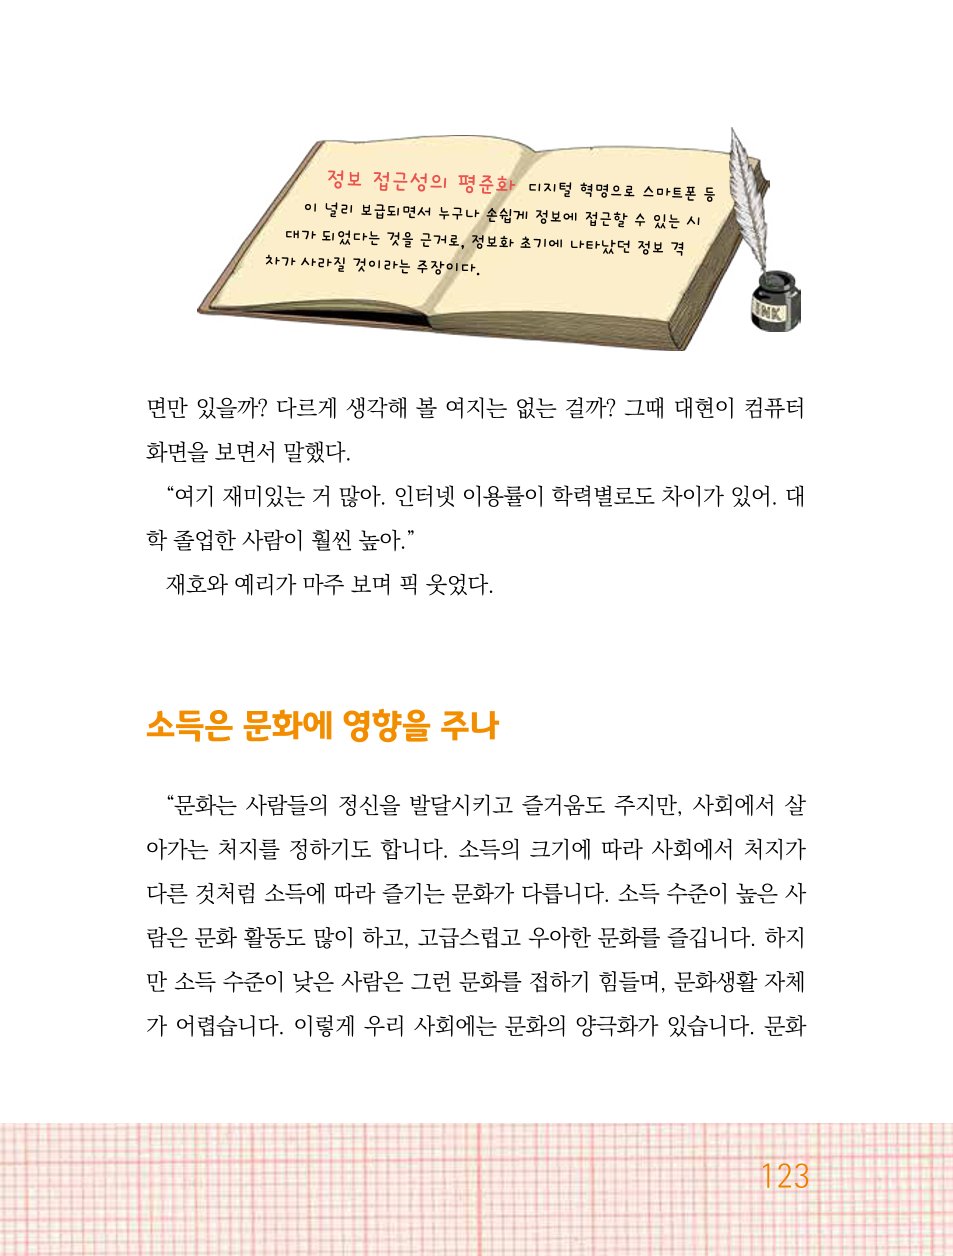 정보 접근성의 평준화 디지털 혁명으로 스마트폰 등
이 널리 보급되면서 누구나 손쉽게 정보에 접근할 수 있는 시
대가 되었다는 것을 근거로, 정보화 초기에 나타났던 정보 격
차가 사라질 것이라는 주장이다.
INK
면만 있을까? 다르게 생각해 볼 여지는 없는 걸까? 그때 대현이 컴퓨터
화면을 보면서 말했다.
“여기 재미있는 거 많아. 인터넷 이용률이 학력별로도 차이가 있어. 대
학 졸업한 사람이 훨씬 높아.”
재호와 예리가 마주 보며 픽 웃었다.
소득은 문화에 영향을 주나
“문화는 사람들의 정신을 발달시키고 즐거움도 주지만, 사회에서 살
아가는 처지를 정하기도 합니다. 소득의 크기에 따라 사회에서 처지가
다른 것처럼 소득에 따라 즐기는 문화가 다릅니다. 소득 수준이 높은 사
람은 문화 활동도 많이 하고, 고급스럽고 우아한 문화를 즐깁니다. 하지
만 소득 수준이 낮은 사람은 그런 문화를 접하기 힘들며, 문화생활 자체
가 어렵습니다. 이렇게 우리 사회에는 문화의 양극화가 있습니다. 문화
123